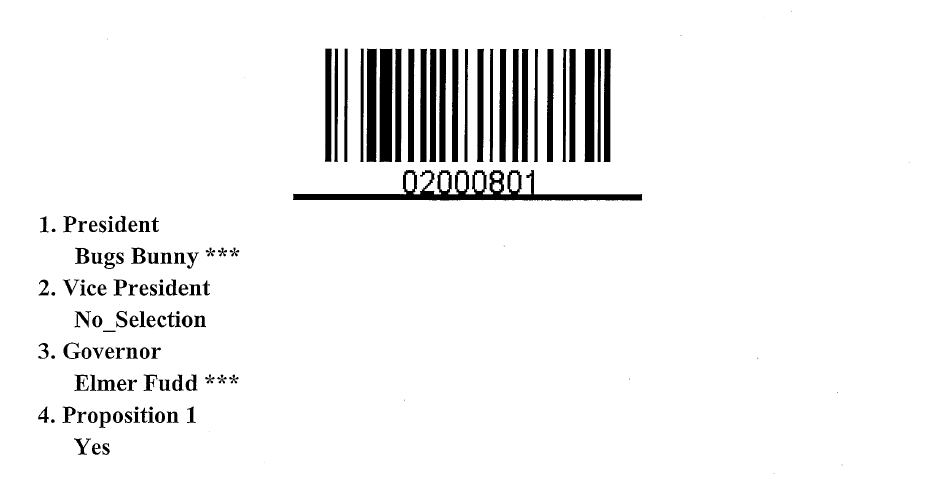 02000801
1. President
Bugs Bunny ***
2. Vice President
No_Selection
3. Governor
Elmer Fudd ***
4. Proposition 1
Yes